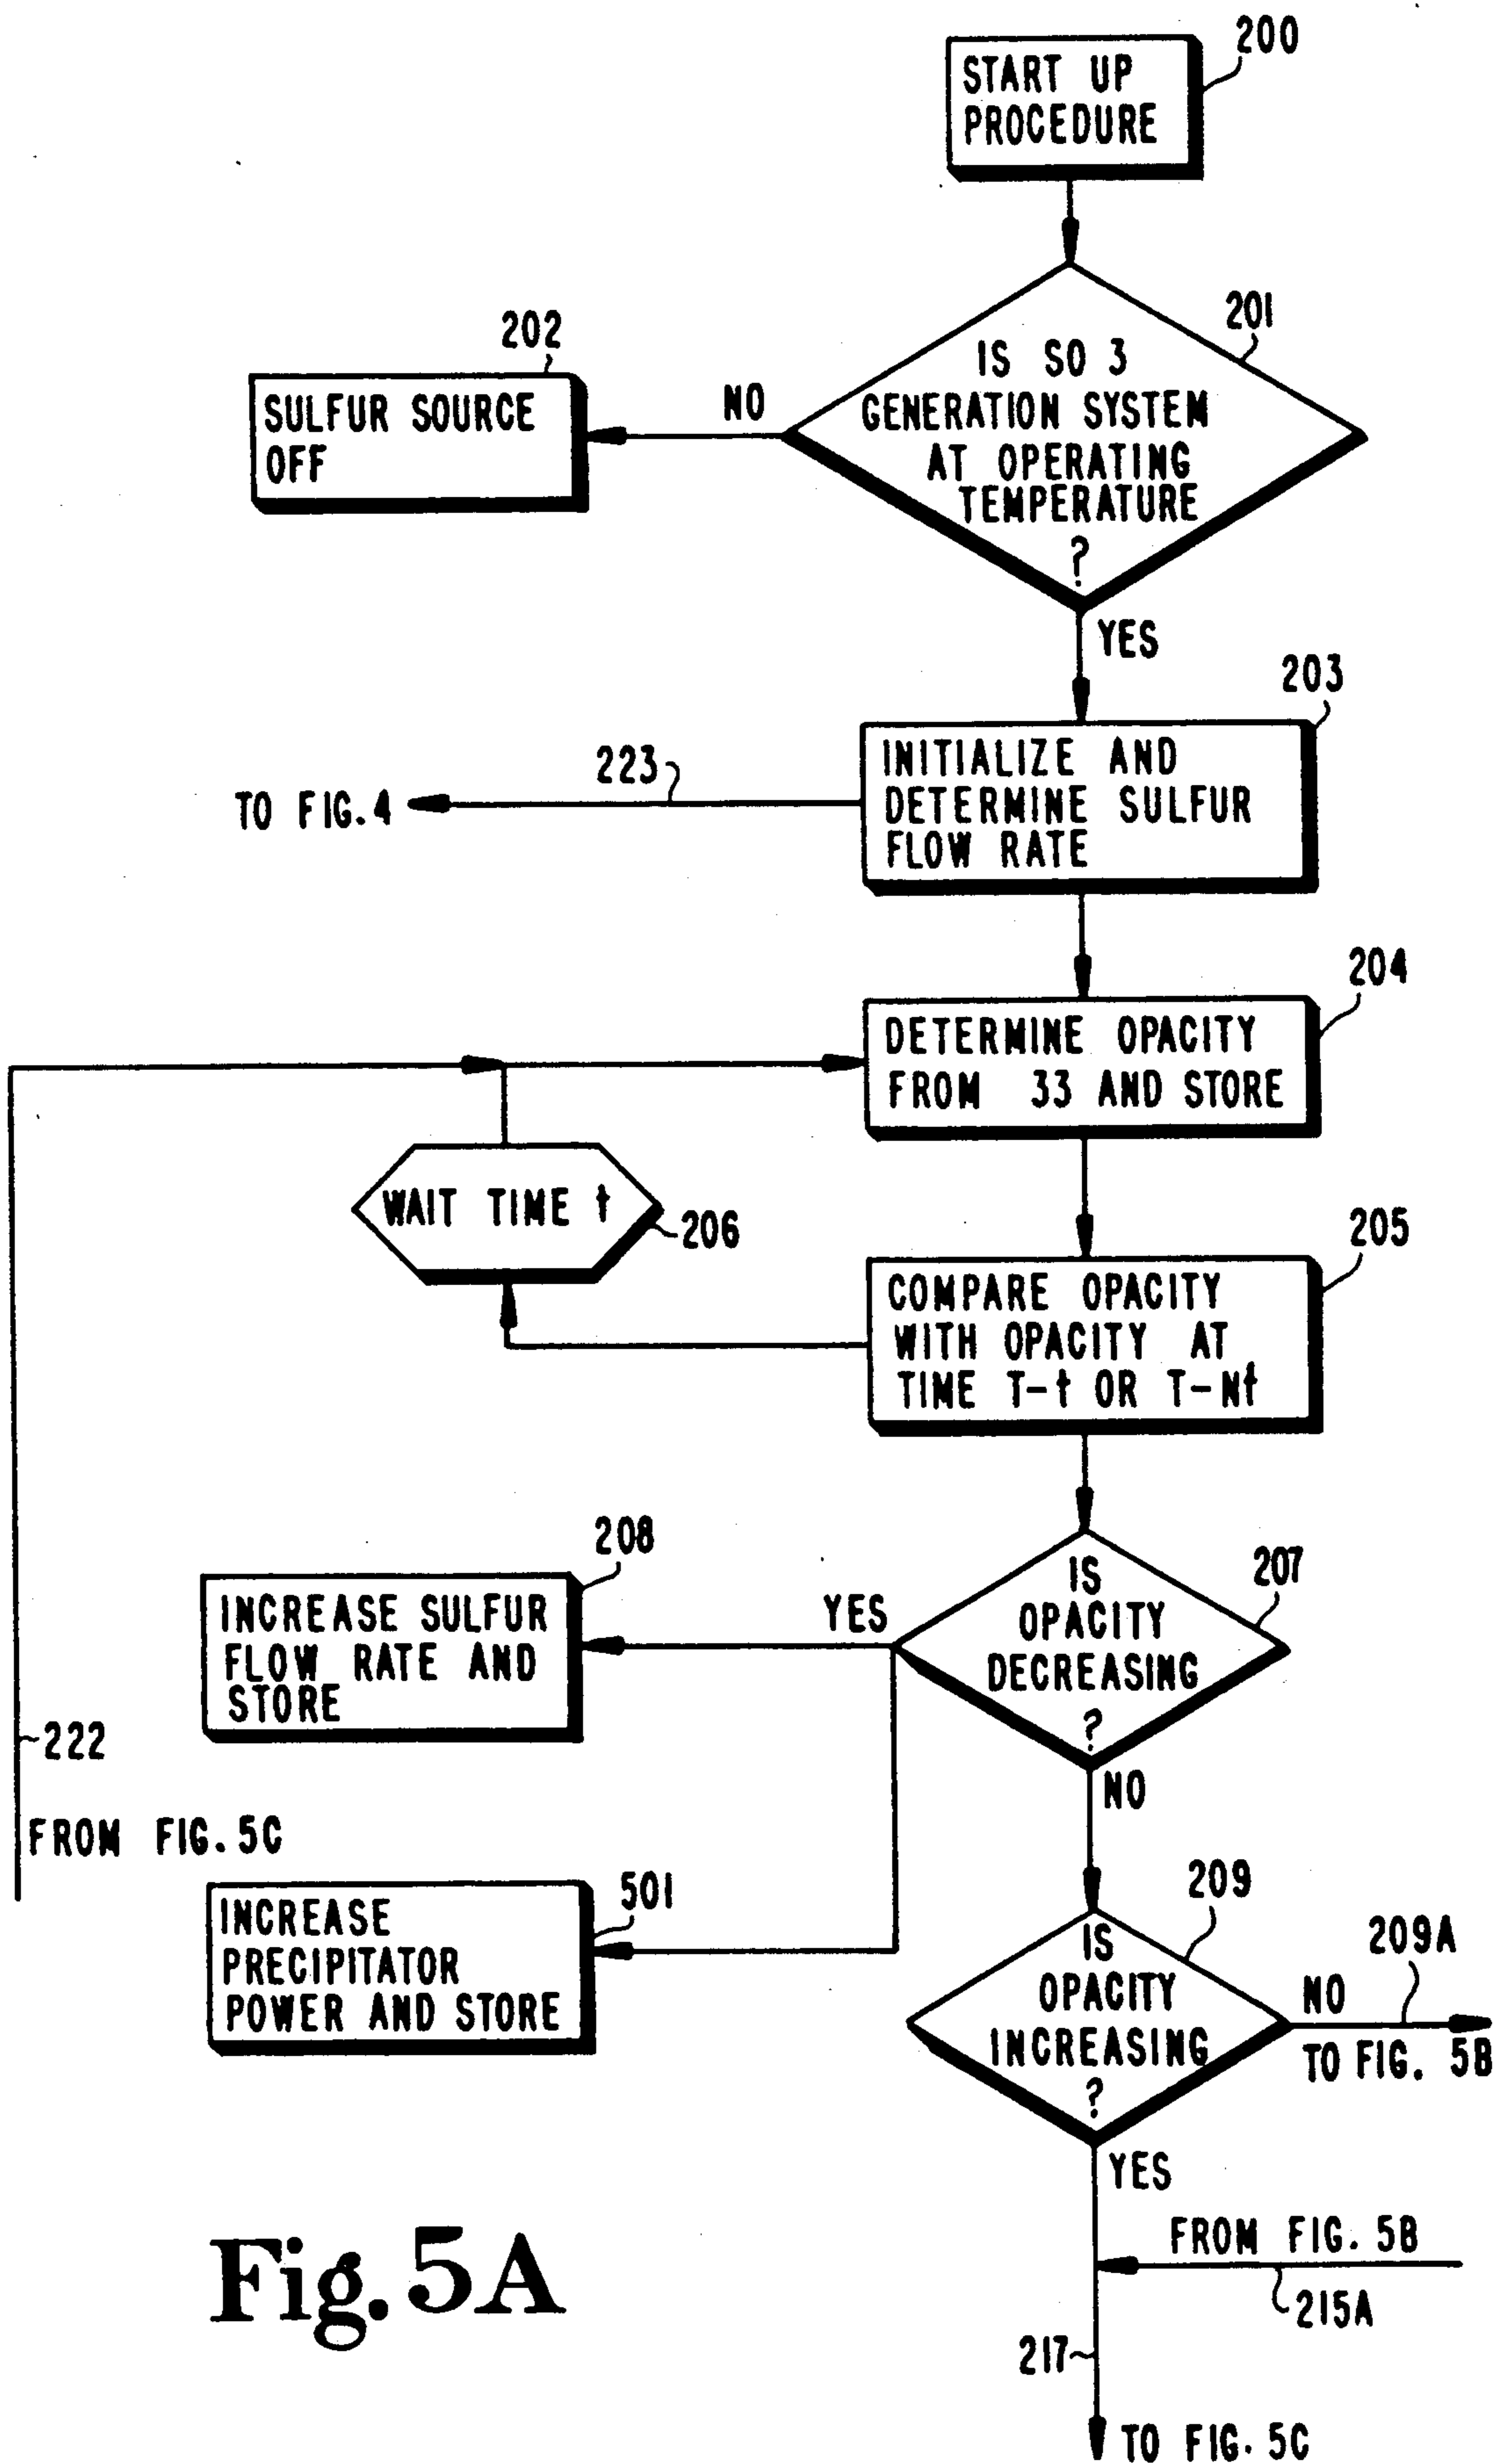 200
START UP
PROCEDURE
201
IS SO 3
GENERATION SYSTEM
AT OPERATING
TEMPERATURE
?
NO
202
SULFUR SOURCE
OFF
YES
203
INITIALIZE AND
DETERMINE SULFUR
FLOW RATE
223
TO FIG. 4
204
DETERMINE OPACITY
FROM 33 AND STORE
WAIT TIME t
206
205
COMPARE OPACITY
WITH OPACITY AT
TIME T-t OR T-Nt
207
IS
OPACITY
DECREASING
?
YES
208
INCREASE SULFUR
FLOW RATE AND
STORE
222
FROM FIG. 5C
NO
501
INCREASE
PRECIPITATOR
POWER AND STORE
209
IS
OPACITY
INCREASING
?
209A
NO
TO FIG. 5B
YES
FROM FIG. 5B
215A
217
TO FIG. 5C
Fig. 5A